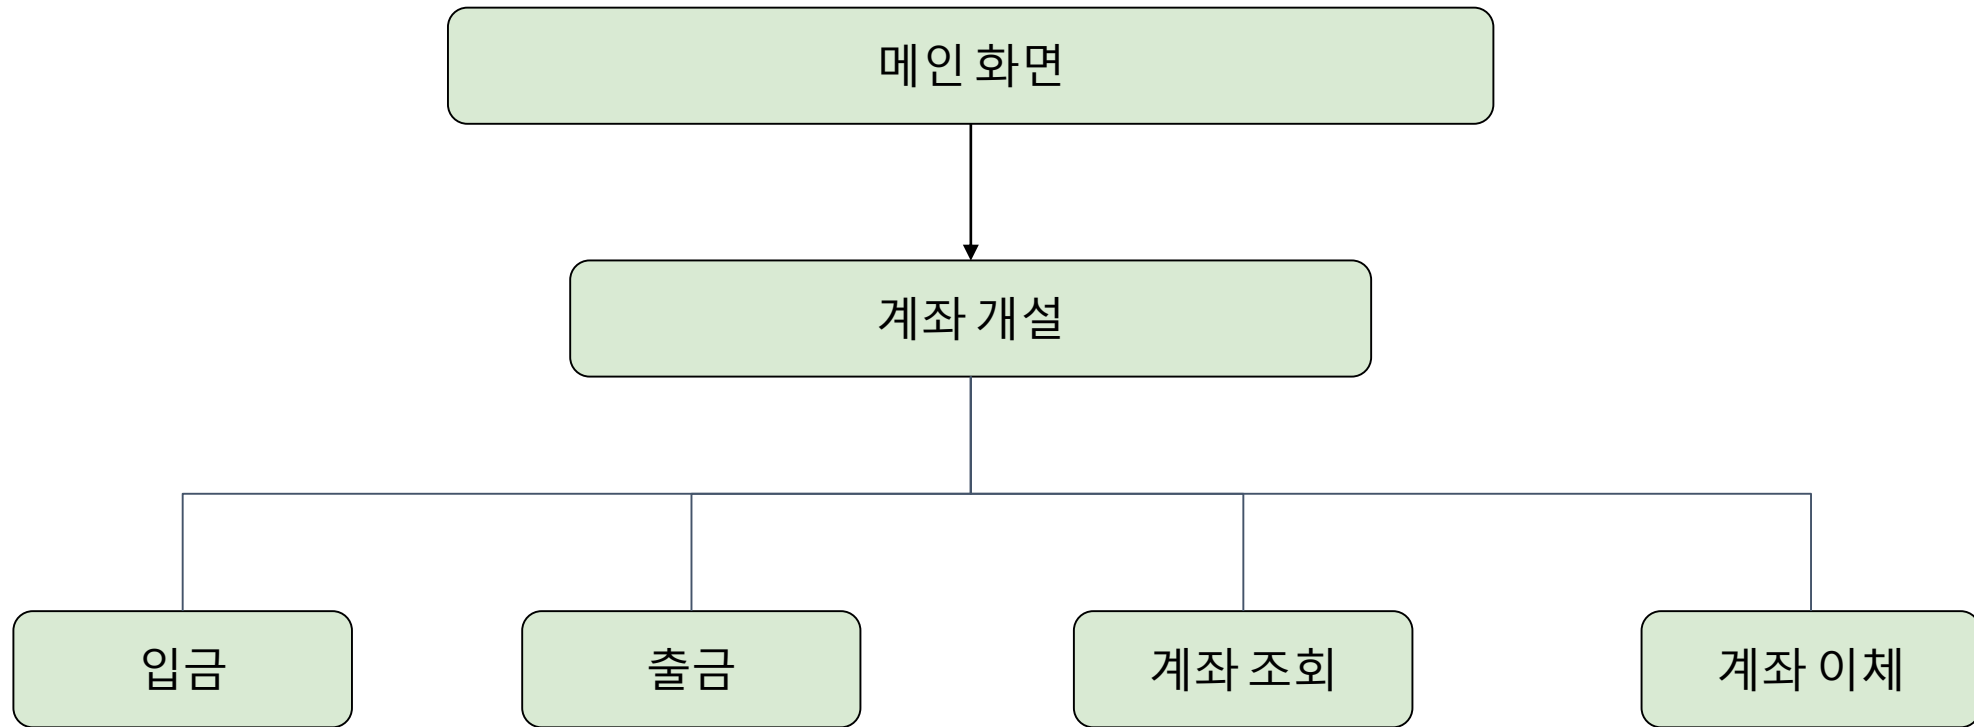 메인 화면
계좌 개설
입금
출금
계좌 조회
계좌 이체